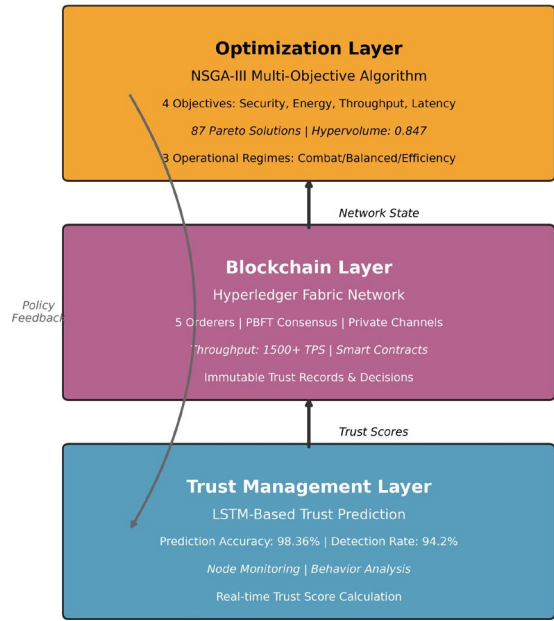 Optimization Layer
NSGA-III Multi-Objective Algorithm
4 Objectives: Security, Energy, Throughput, Latency
87 Pareto Solutions | Hypervolume: 0.847
3 Operational Regimes: Combat/Balanced/Efficiency
Network State
Blockchain Layer
Hyperledger Fabric Network
Policy
Feedback
5 Orderers | PBFT Consensus | Private Channels
Throughput: 1500+ TPS | Smart Contracts
Immutable Trust Records & Decisions
Trust Scores
Trust Management Layer
LSTM-Based Trust Prediction
Prediction Accuracy: 98.36% | Detection Rate: 94.2%
Node Monitoring | Behavior Analysis
Real-time Trust Score Calculation